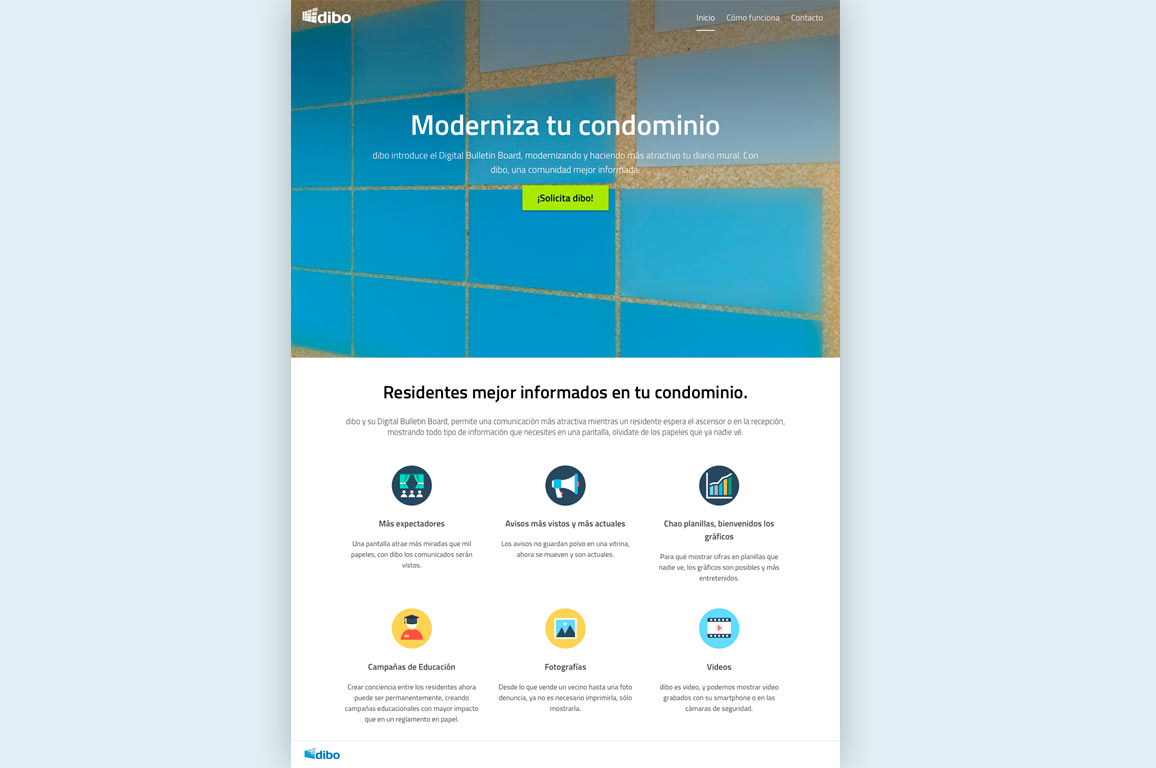 dibo
Inicio Cómo funciona Contacto
Moderniza tu condominio
dibo introduce el Digital Bulletin Board, modernizando y haciendo más atractivo tu diario mural. Con
dibo, una comunidad mejor informada.
¡Solicita dibo!
Residentes mejor informados en tu condominio.
dibo y su Digital Bulletin Board, permite una comunicación más atractiva mientras un residente espera el ascensor o en la recepción,
mostrando todo tipo de información que necesites en una pantalla, olvidate de los papeles que ya nadie vé.
Más expectadores
Una pantalla atrae más miradas que mil
papeles, con dibo los comunicados serán
vistos.
Avisos más vistos y más actuales
Los avisos no guardan polvo en una vitrina,
ahora se mueven y son actuales.
Chao planillas, bienvenidos los
gráficos
Para qué mostrar cifras en planillas que
nadie ve, los gráficos son posibles y más
entretenidos.
Campañas de Educación
Crear conciencia entre los residentes ahora
puede ser permanentemente, creando
campañas educacionales con mayor impacto
que en un reglamento en papel.
Fotografías
Desde lo que vende un vecino hasta una foto
denuncia, ya no es necesario imprimirla, sólo
mostrarla.
Videos
dibo es video, y podemos mostrar video
grabados con su smartphone o en las
cámaras de seguridad.
dibo